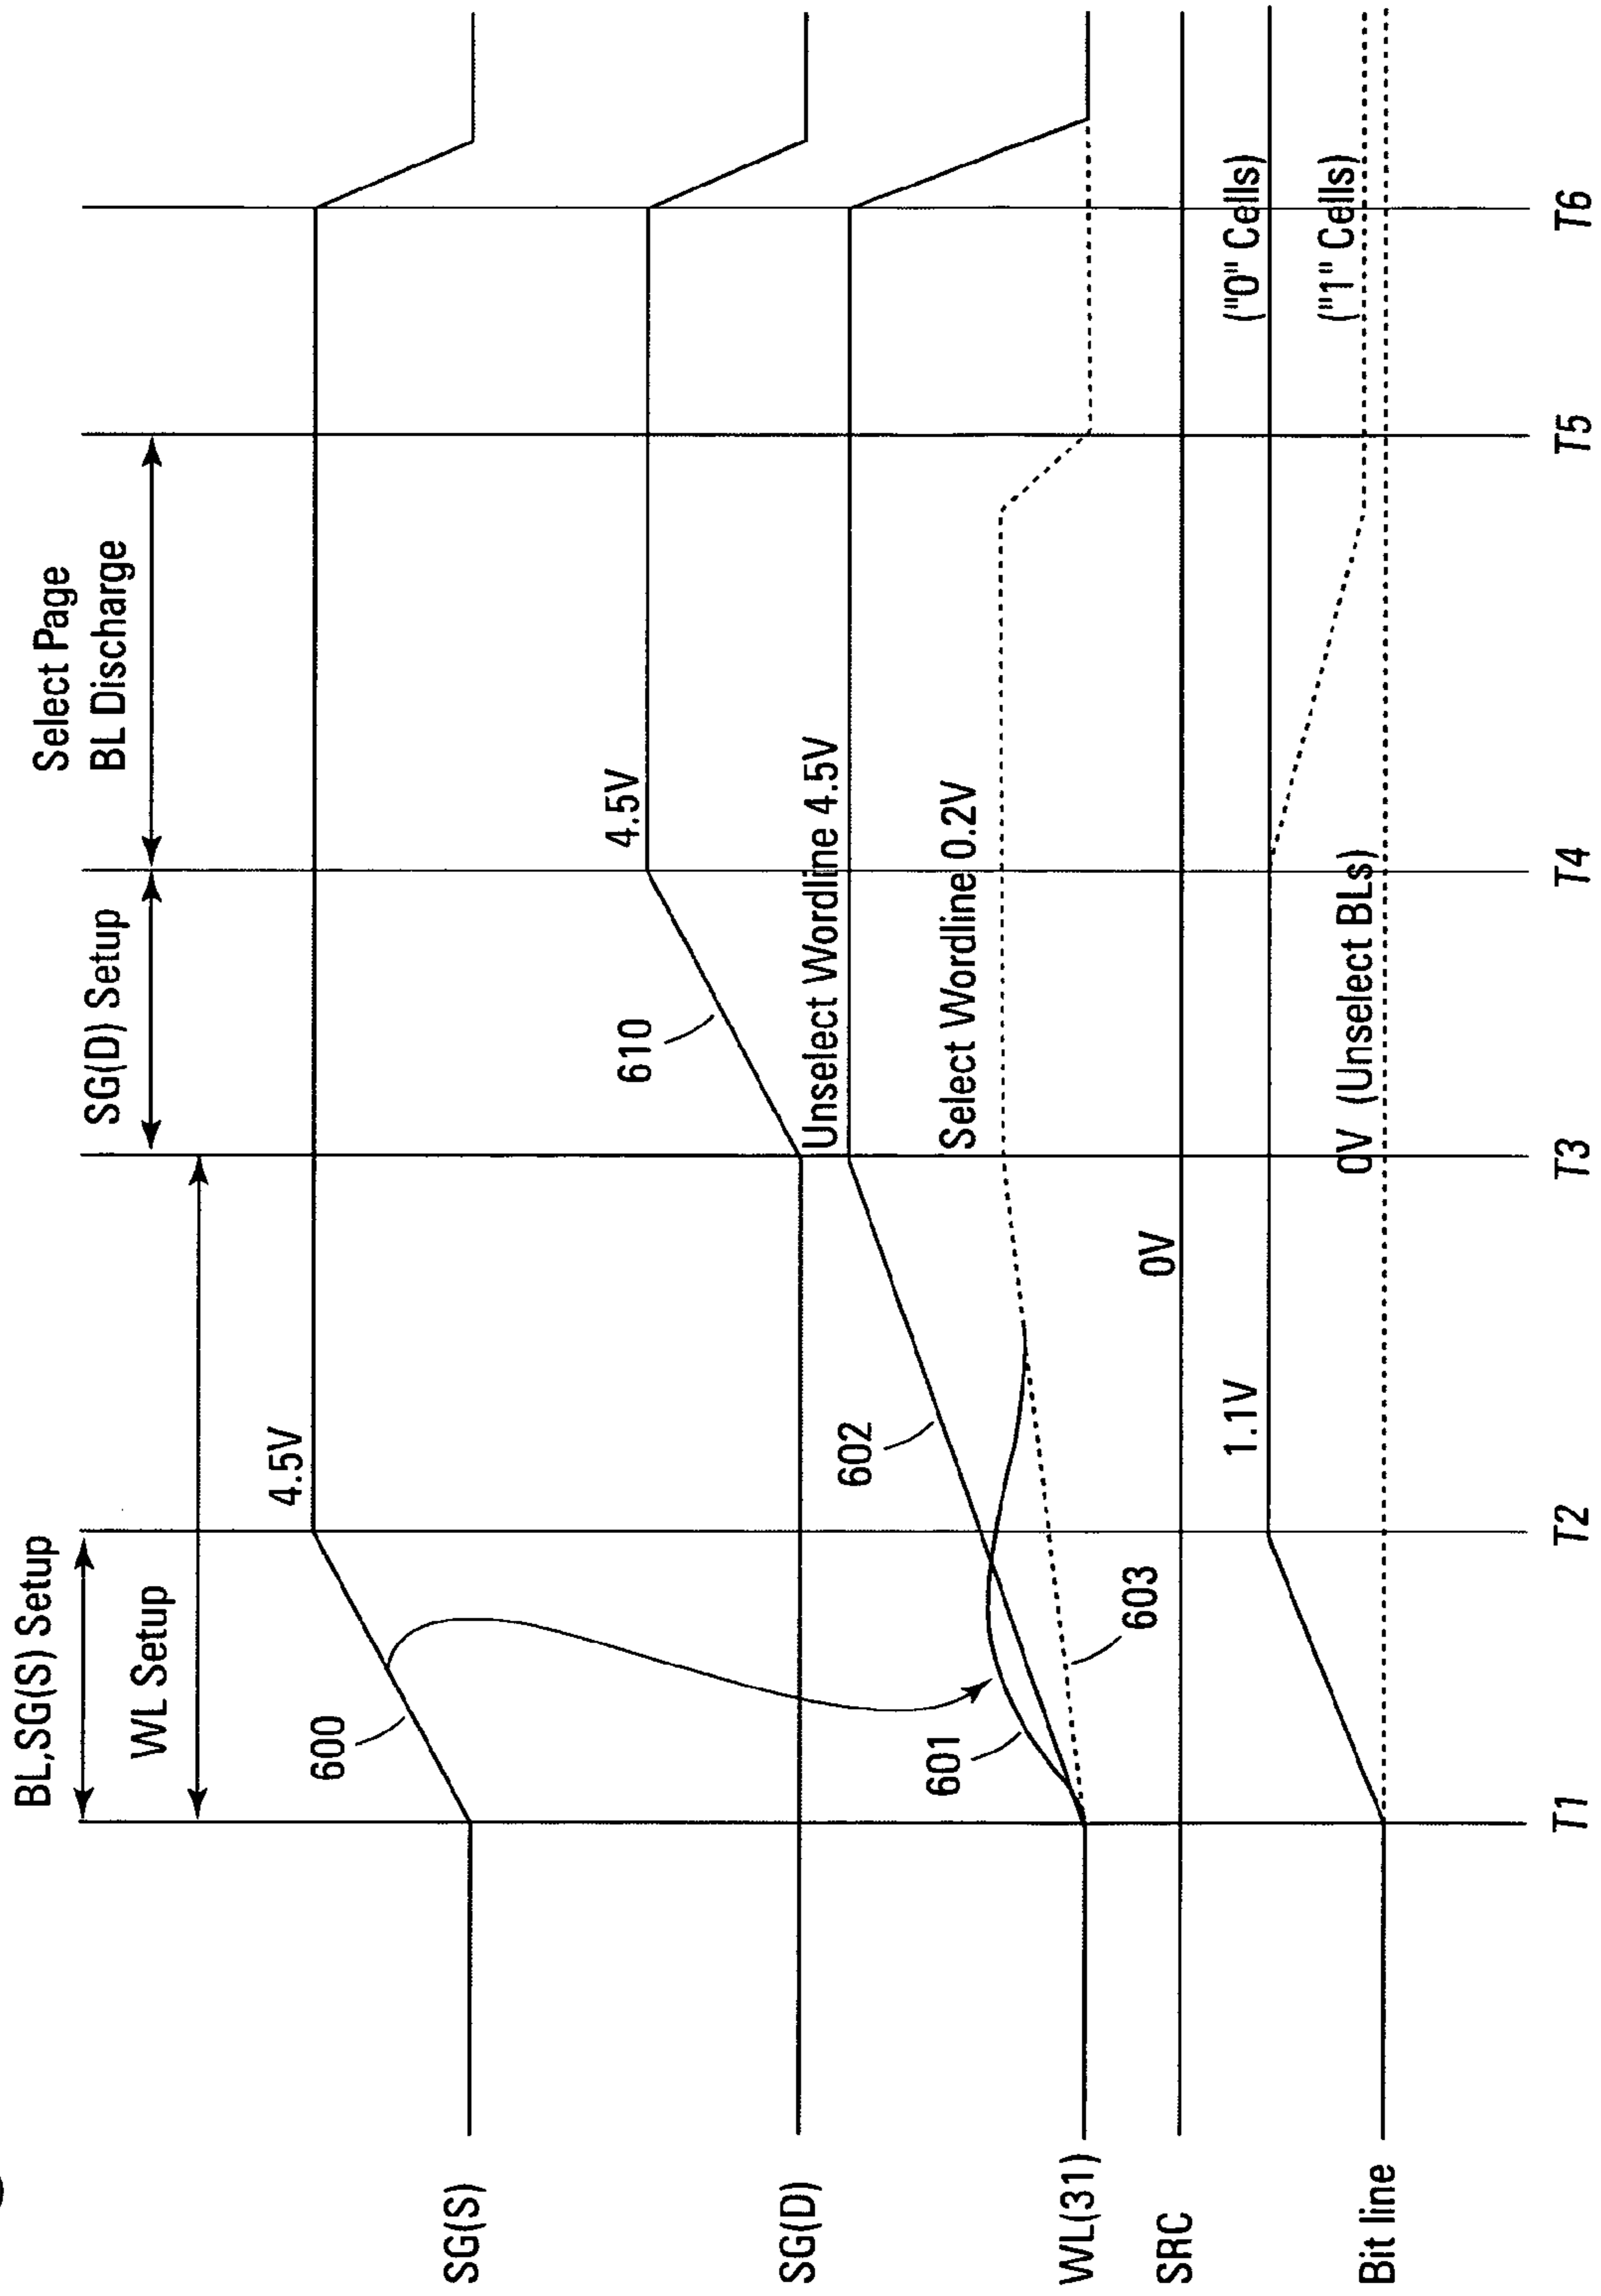 BL,SG(S) Setup
WL Setup
SG(D) Setup
Select Page
BL Discharge
SG(S)
600
4.5V
SG(D)
610
4.5V
Unselect Wordline 4.5V
WL(31)
601
602
603
Select Wordline 0.2V
SRC
0V
Bit line
1.1V
0V (Unselect BLs)
("0" Cells)
("1" Cells)
T1
T2
T3
T4
T5
T6